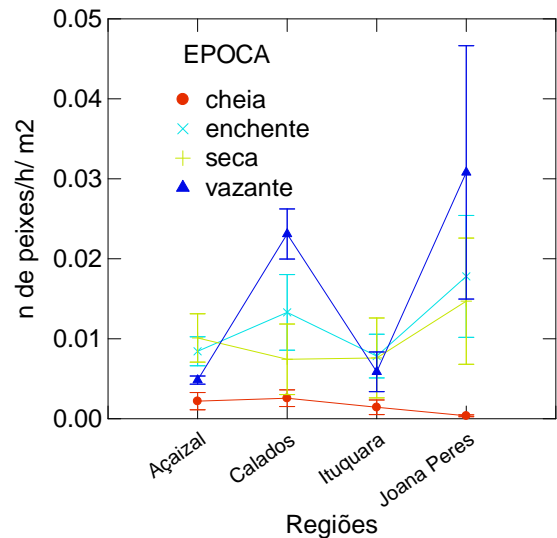 n de peixes/h/ m2
0.05
0.04
0.03
0.02
0.01
0.00
EPOCA
cheia
enchente
seca
vazante
Açaizal
Calados
Ituquara
Joana Peres
Regiões